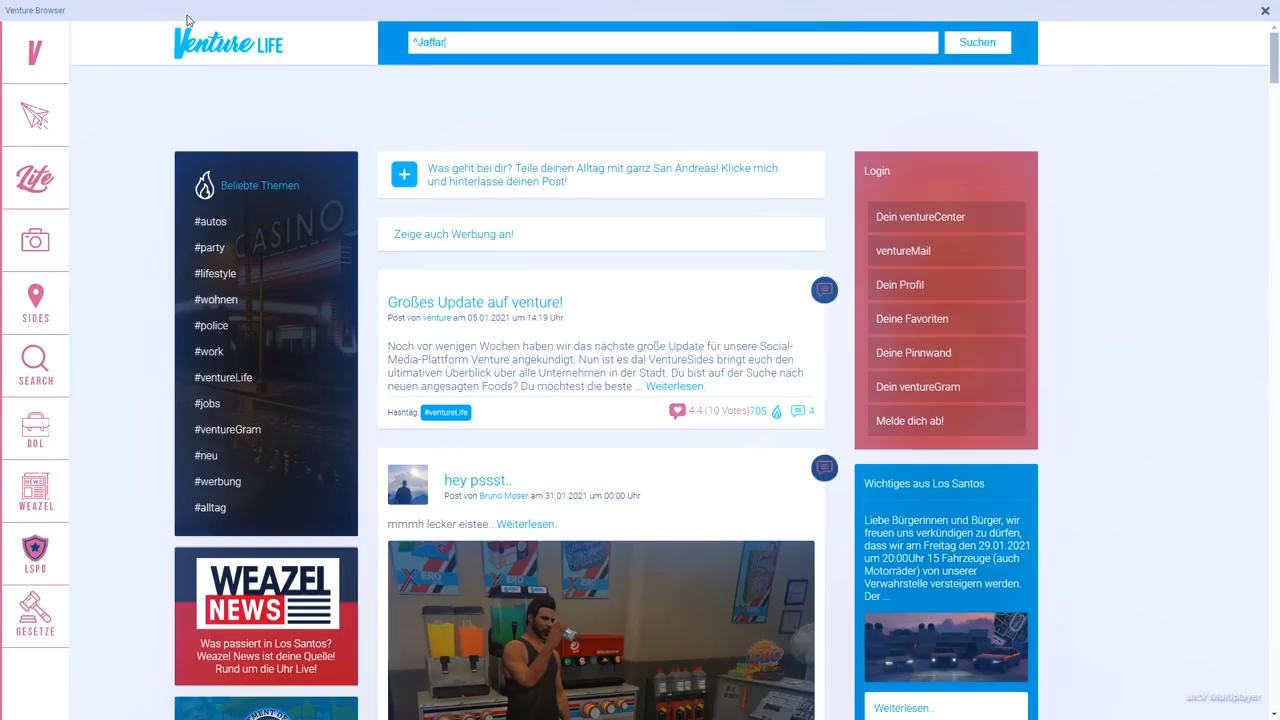 Venture Browser
Venture LIFE
^Jaffar
Suchen
V
Life
SIDES
SEARCH
DOL
NEWS
WEAZEL
LSPD
GESETZE
Beliebte Themen
CASINO
#autos
#party
#lifestyle
#wohnen
#police
#work
#ventureLife
#jobs
#ventureGram
#neu
#werbung
#alltag
WEAZEL
NEWS
Was passiert in Los Santos?
Weazel News ist deine Quelle!
Rund um die Uhr Live!
Was geht bei dir? Teile deinen Alltag mit ganz San Andreas! Klicke mich
und hinterlasse deinen Post!
Zeige auch Werbung an!
Großes Update auf venture!
Post von venture am 05.01.2021 um 14:19 Uhr
Noch vor wenigen Wochen haben wir das nächste große Update für unsere Social-
Media-Plattform Venture angekündigt. Nun ist es da! VentureSides bringt euch den
ultimativen Überblick über alle Unternehmen in der Stadt. Du bist auf der Suche nach
neuen angesagten Foods? Du möchtest die beste ... Weiterlesen.
Hashtag: #ventureLife
4.4 (10 Votes) 705 4
hey pssst..
Post von Bruno Moser am 31.01.2021 um 00:00 Uhr
mmmh lecker eistee.. Weiterlesen.
XERO
Login
Dein ventureCenter
ventureMail
Dein Profil
Deine Favoriten
Deine Pinnwand
Dein ventureGram
Melde dich ab!
Wichtiges aus Los Santos
Liebe Bürgerinnen und Bürger, wir
freuen uns verkündigen zu dürfen,
dass wir am Freitag den 29.01.2021
um 20:00Uhr 15 Fahrzeuge (auch
Motorräder) von unserer
Verwahrstelle versteigern werden.
Der ...
Weiterlesen..
alt:V Multiplayer